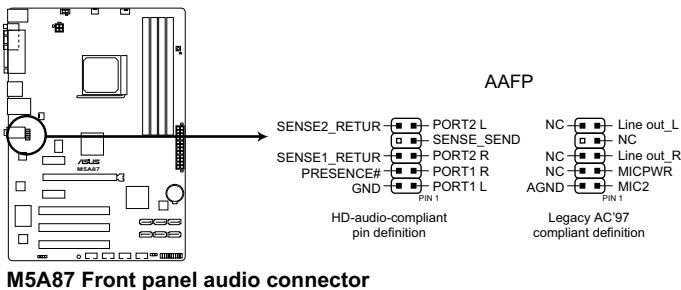 AAFP
SENSE2_RETUR PORT2 L
SENSE_SEND
SENSE1_RETUR PORT2 R
PRESENCE# PORT1 R
GND PORT1 L
PIN 1
HD-audio-compliant
pin definition
NC Line out_L
NC
NC Line out_R
NC MICPWR
AGND MIC2
PIN 1
Legacy AC'97
compliant definition
ASUS
M5A87
M5A87 Front panel audio connector